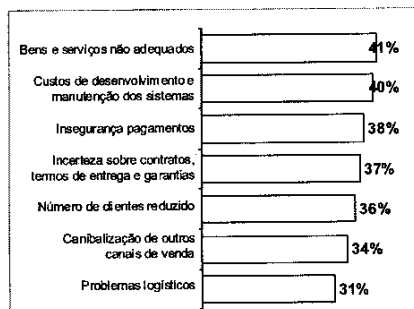 Bens e serviços não adequados
41%
Custos de desenvolvimento e
manutenção dos sistemas
40%
Insegurança pagamentos
38%
Incerteza sobre contratos,
termos de entrega e garantias
37%
Número de clientes reduzido
36%
Canibalização de outros
canais de venda
34%
Problemas logísticos
31%